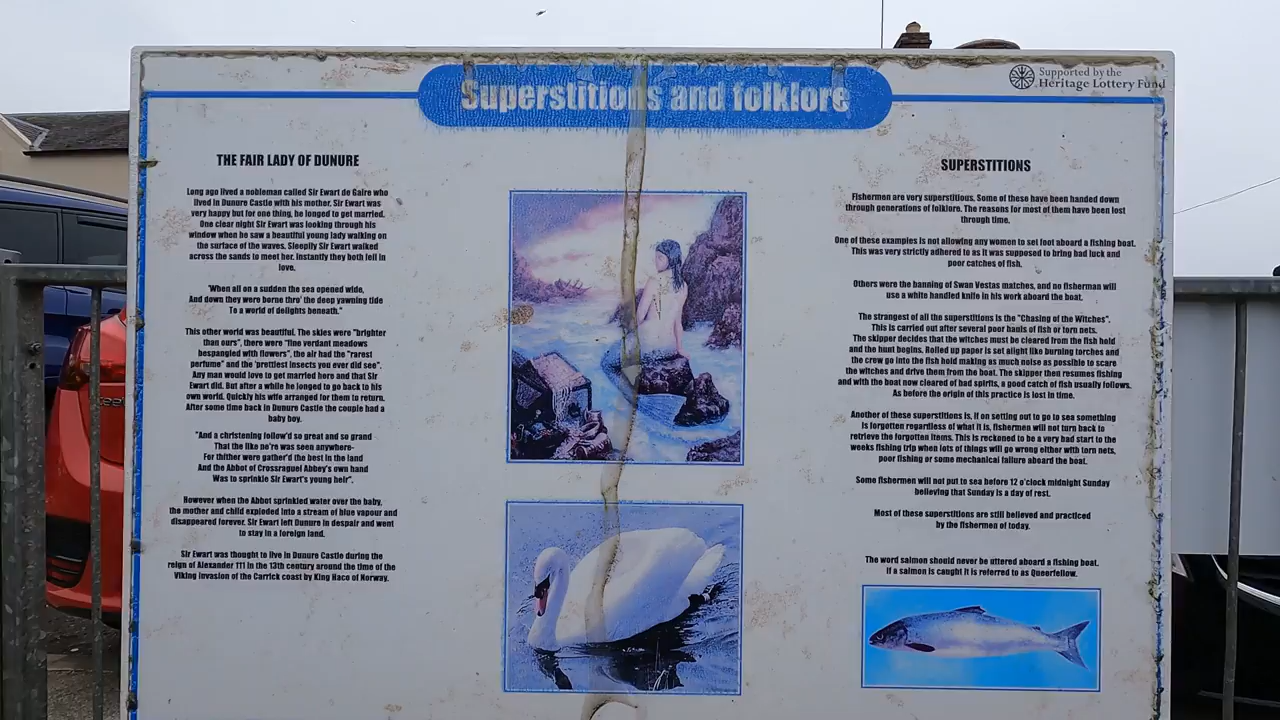 Superstitions and folklore
Supported by the
Heritage Lottery Fund
THE FAIR LADY OF DUNURE
Long ago lived a nobleman called Sir Ewart de Gaire who
lived in Dunure Castle with his mother. Sir Ewart was
very happy but for one thing, he longed to get married.
One clear night Sir Ewart was looking through his
window when he saw a beautiful young lady walking on
the surface of the waves. Sleepily Sir Ewart walked
across the sands to meet her. Instantly they both fell in
love.
'When all on a sudden the sea opened wide,
And down they were borne thro' the deep yawning tide
To a world of delights beneath."
This other world was beautiful. The skies were "brighter
than ours", there were "fine verdant meadows
bespangled with flowers", the air had the "rarest
perfume" and the 'prettiest insects you ever did see".
Any man would love to get married here and that Sir
Ewart did. But after a while he longed to go back to his
own world. Quickly his wife arranged for them to return.
After some time back in Dunure Castle the couple had a
baby boy.
"And a christening follow'd so great and so grand
That the like ne're was seen anywhere-
For thither were gather'd the best in the land
And the Abbot of Crossraguel Abbey's own hand
Was to sprinkle Sir Ewart's young heir".
However when the Abbot sprinkled water over the baby,
the mother and child exploded into a stream of blue vapour and
disappeared forever. Sir Ewart left Dunure in despair and went
to stay in a foreign land.
Sir Ewart was thought to live in Dunure Castle during the
reign of Alexander 111 in the 13th century around the time of the
Viking invasion of the Carrick coast by King Haco of Norway.
SUPERSTITIONS
Fishermen are very superstitious. Some of these have been handed down
through generations of folklore. The reasons for most of them have been lost
through time.
One of these examples is not allowing any women to set foot aboard a fishing boat.
This was very strictly adhered to as it was supposed to bring bad luck and
poor catches of fish.
Others were the banning of Swan Vestas matches, and no fisherman will
use a white handled knife in his work aboard the boat.
The strangest of all the superstitions is the "Chasing of the Witches".
This is carried out after several poor hauls of fish or torn nets.
The skipper decides that the witches must be cleared from the fish hold
and the hunt begins. Rolled up paper is set alight like burning torches and
the crew go into the fish hold making as much noise as possible to scare
the witches and drive them from the boat. The skipper then resumes fishing
and with the boat now cleared of bad spirits, a good catch of fish usually follows.
As before the origin of this practice is lost in time.
Another of these superstitions is, if on setting out to go to sea something
is forgotten regardless of what it is, fishermen will not turn back to
retrieve the forgotten items. This is reckoned to be a very bad start to the
weeks fishing trip when lots of things will go wrong either with torn nets,
poor fishing or some mechanical failure aboard the boat.
Some fishermen will not put to sea before 12 o'clock midnight Sunday
believing that Sunday is a day of rest.
Most of these superstitions are still believed and practiced
by the fishermen of today.
The word salmon should never be uttered aboard a fishing boat.
If a salmon is caught it is referred to as Queerfellow.